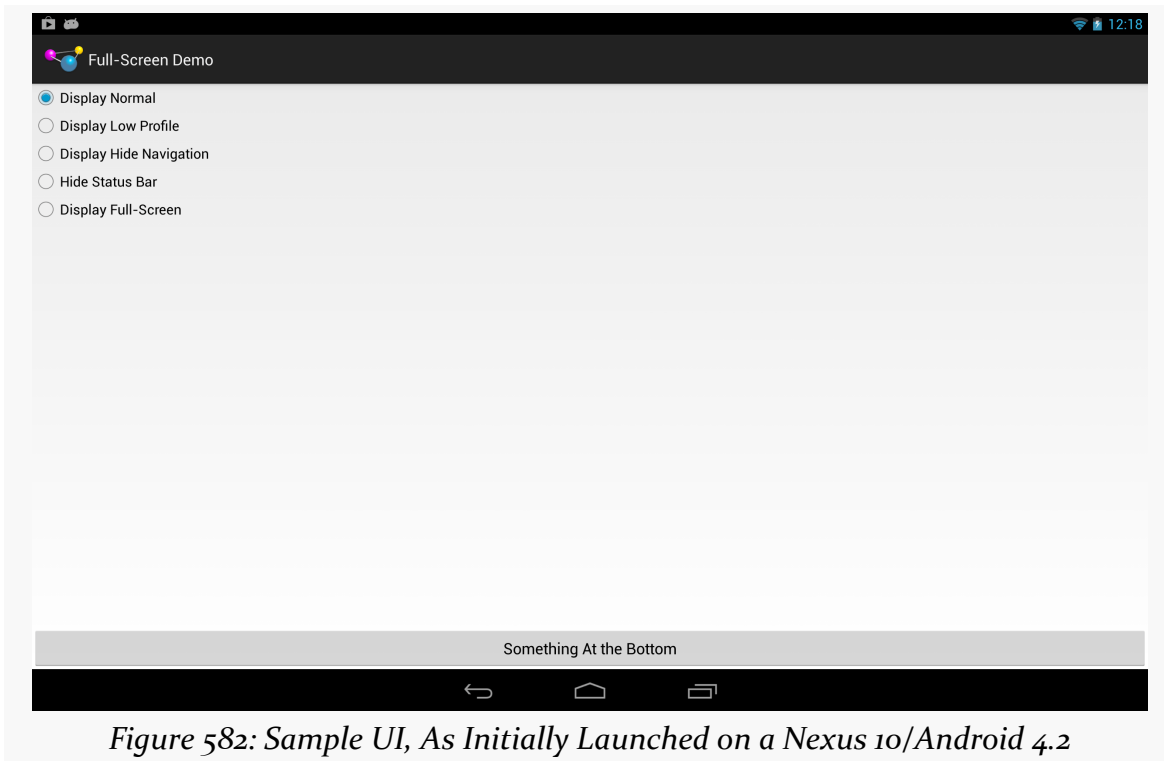 12:18
Full-Screen Demo
Display Normal
Display Low Profile
Display Hide Navigation
Hide Status Bar
Display Full-Screen
Something At the Bottom
Figure 582: Sample UI, As Initially Launched on a Nexus 10/Android 4.2